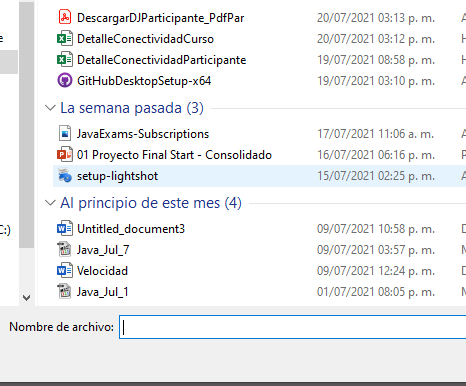 DescargarDJParticipante_PdfPar 20/07/2021 03:13 p. m.
DetalleConectividadCurso 20/07/2021 03:12 p. m.
DetalleConectividadParticipante 19/07/2021 08:58 p. m.
GitHubDesktopSetup-x64 19/07/2021 03:10 p. m.
La semana pasada (3)
JavaExams-Subscriptions 17/07/2021 11:06 a. m.
01 Proyecto Final Start - Consolidado 16/07/2021 06:16 p. m.
setup-lightshot 15/07/2021 02:25 p. m.
Al principio de este mes (4)
C:) Untitled_document3 09/07/2021 10:58 p. m.
Java_Jul_7 09/07/2021 03:57 p. m.
Velocidad 09/07/2021 12:24 p. m.
Java_Jul_1 01/07/2021 08:05 p. m.
Nombre de archivo: